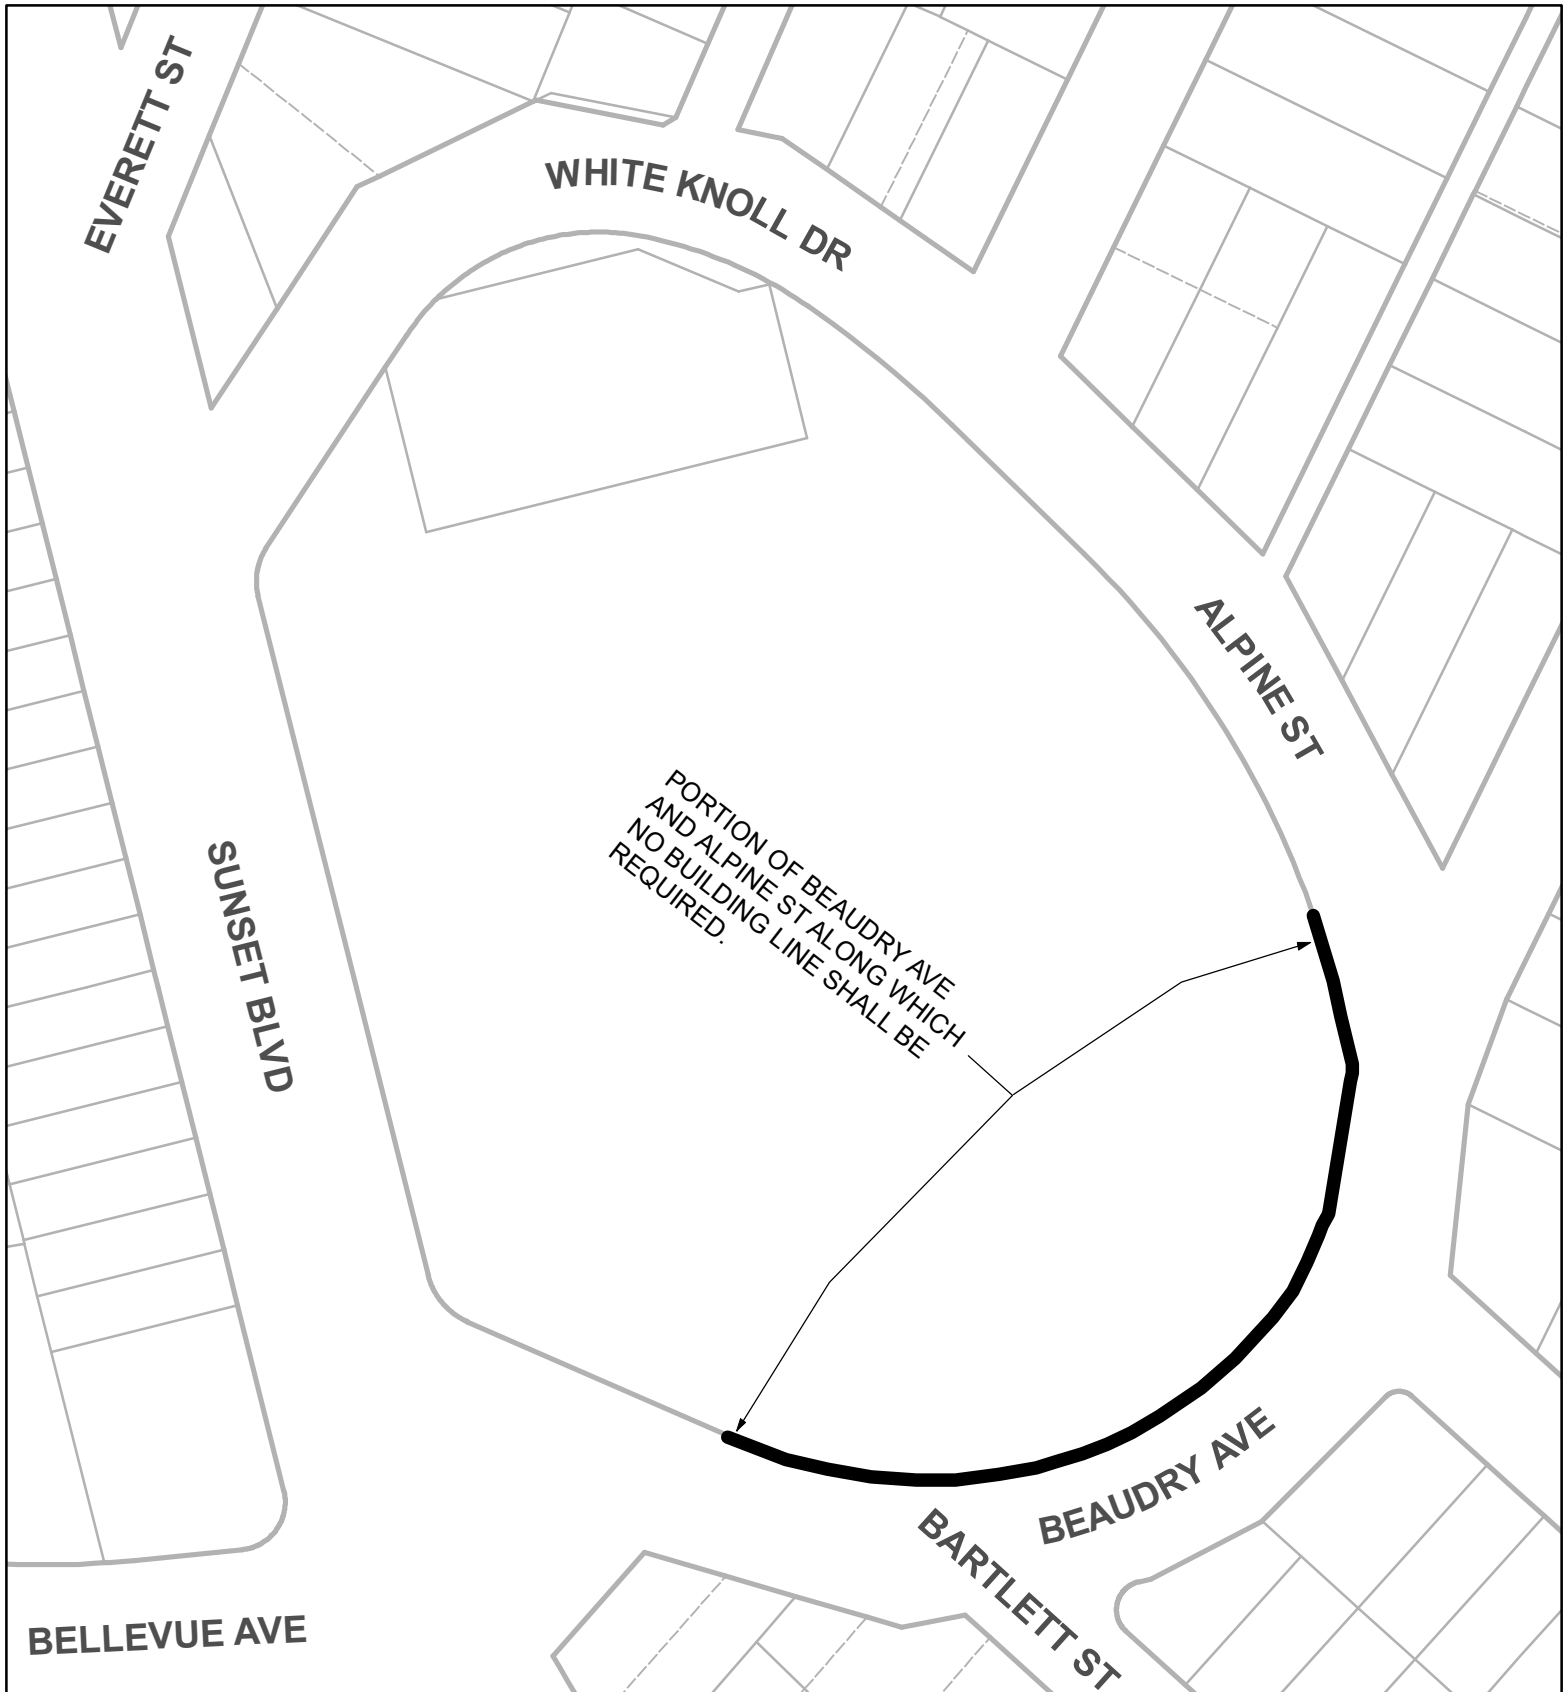 EVERETT ST
WHITE KNOLL DR
ALPINE ST
PORTION OF BEAUDRY AVE
AND ALPINE ST ALONG WHICH
NO BUILDING LINE SHALL BE
REQUIRED.
SUNSET BLVD
BEAUDRY AVE
BARTLETT ST
BELLEVUE AVE